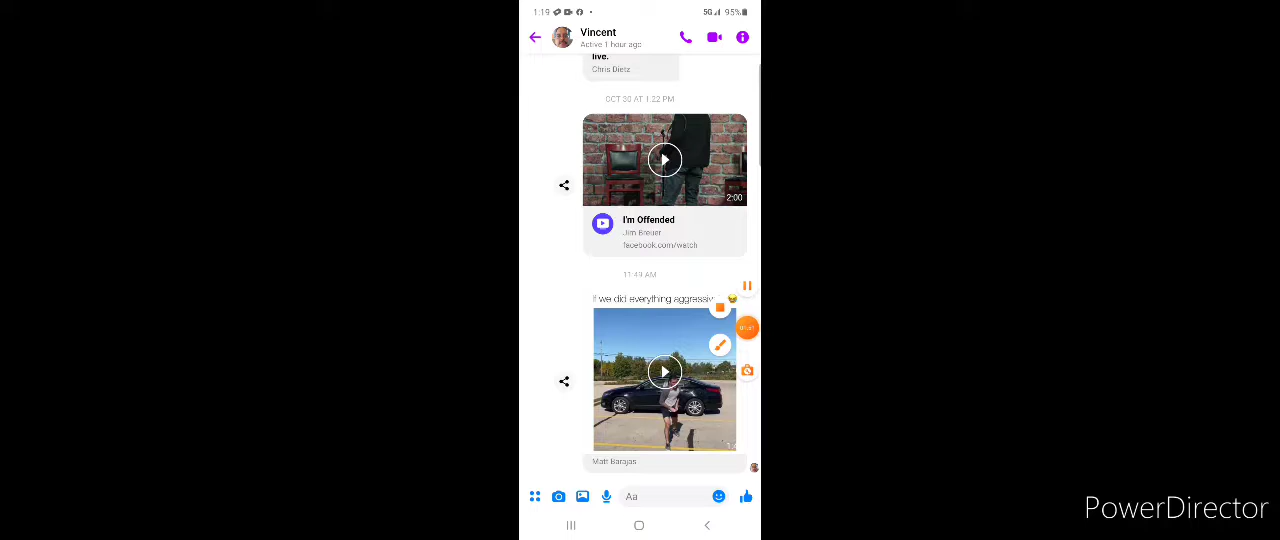 1:19
5G 95%
Vincent
Active 1 hour ago
live.
Chris Dietz
OCT 30 AT 1:22 PM
2:00
I'm Offended
Jim Breuer
facebook.com/watch
11:49 AM
If we did everything
Matt Barajas
Aa
PowerDirector